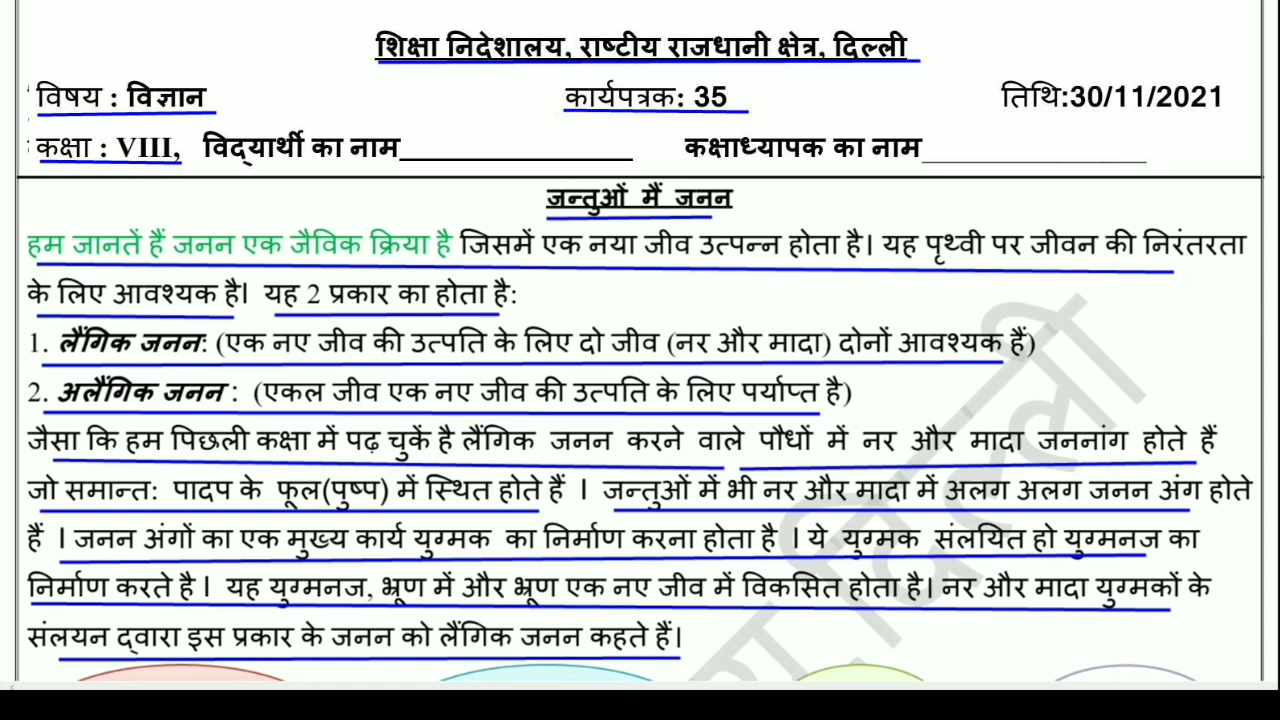 शिक्षा निदेशालय, राष्टीय राजधानी क्षेत्र, दिल्ली
विषय : विज्ञान कार्यपत्रक: 35 तिथि:30/11/2021
कक्षा : VIII, विद्यार्थी का नाम____________ कक्षाध्यापक का नाम____________
जन्तुओं मैं जनन
हम जानतें हैं जनन एक जैविक क्रिया है जिसमें एक नया जीव उत्पन्न होता है। यह पृथ्वी पर जीवन की निरंतरता
के लिए आवश्यक है। यह 2 प्रकार का होता है:
1. लैंगिक जनन: (एक नए जीव की उत्पति के लिए दो जीव (नर और मादा) दोनों आवश्यक हैं)
2. अलैंगिक जनन : (एकल जीव एक नए जीव की उत्पति के लिए पर्याप्त है)
जैसा कि हम पिछली कक्षा में पढ़ चुकें है लैंगिक जनन करने वाले पौधों में नर और मादा जननांग होते हैं
जो समान्त: पादप के फूल(पुष्प) में स्थित होते हैं । जन्तुओं में भी नर और मादा में अलग अलग जनन अंग होते
हैं । जनन अंगों का एक मुख्य कार्य युग्मक का निर्माण करना होता है । ये युग्मक संलयित हो युग्मनज का
निर्माण करते है । यह युग्मनज, भ्रूण में और भ्रूण एक नए जीव में विकसित होता है। नर और मादा युग्मकों के
संलयन द्वारा इस प्रकार के जनन को लैंगिक जनन कहते हैं।
दिल्ली